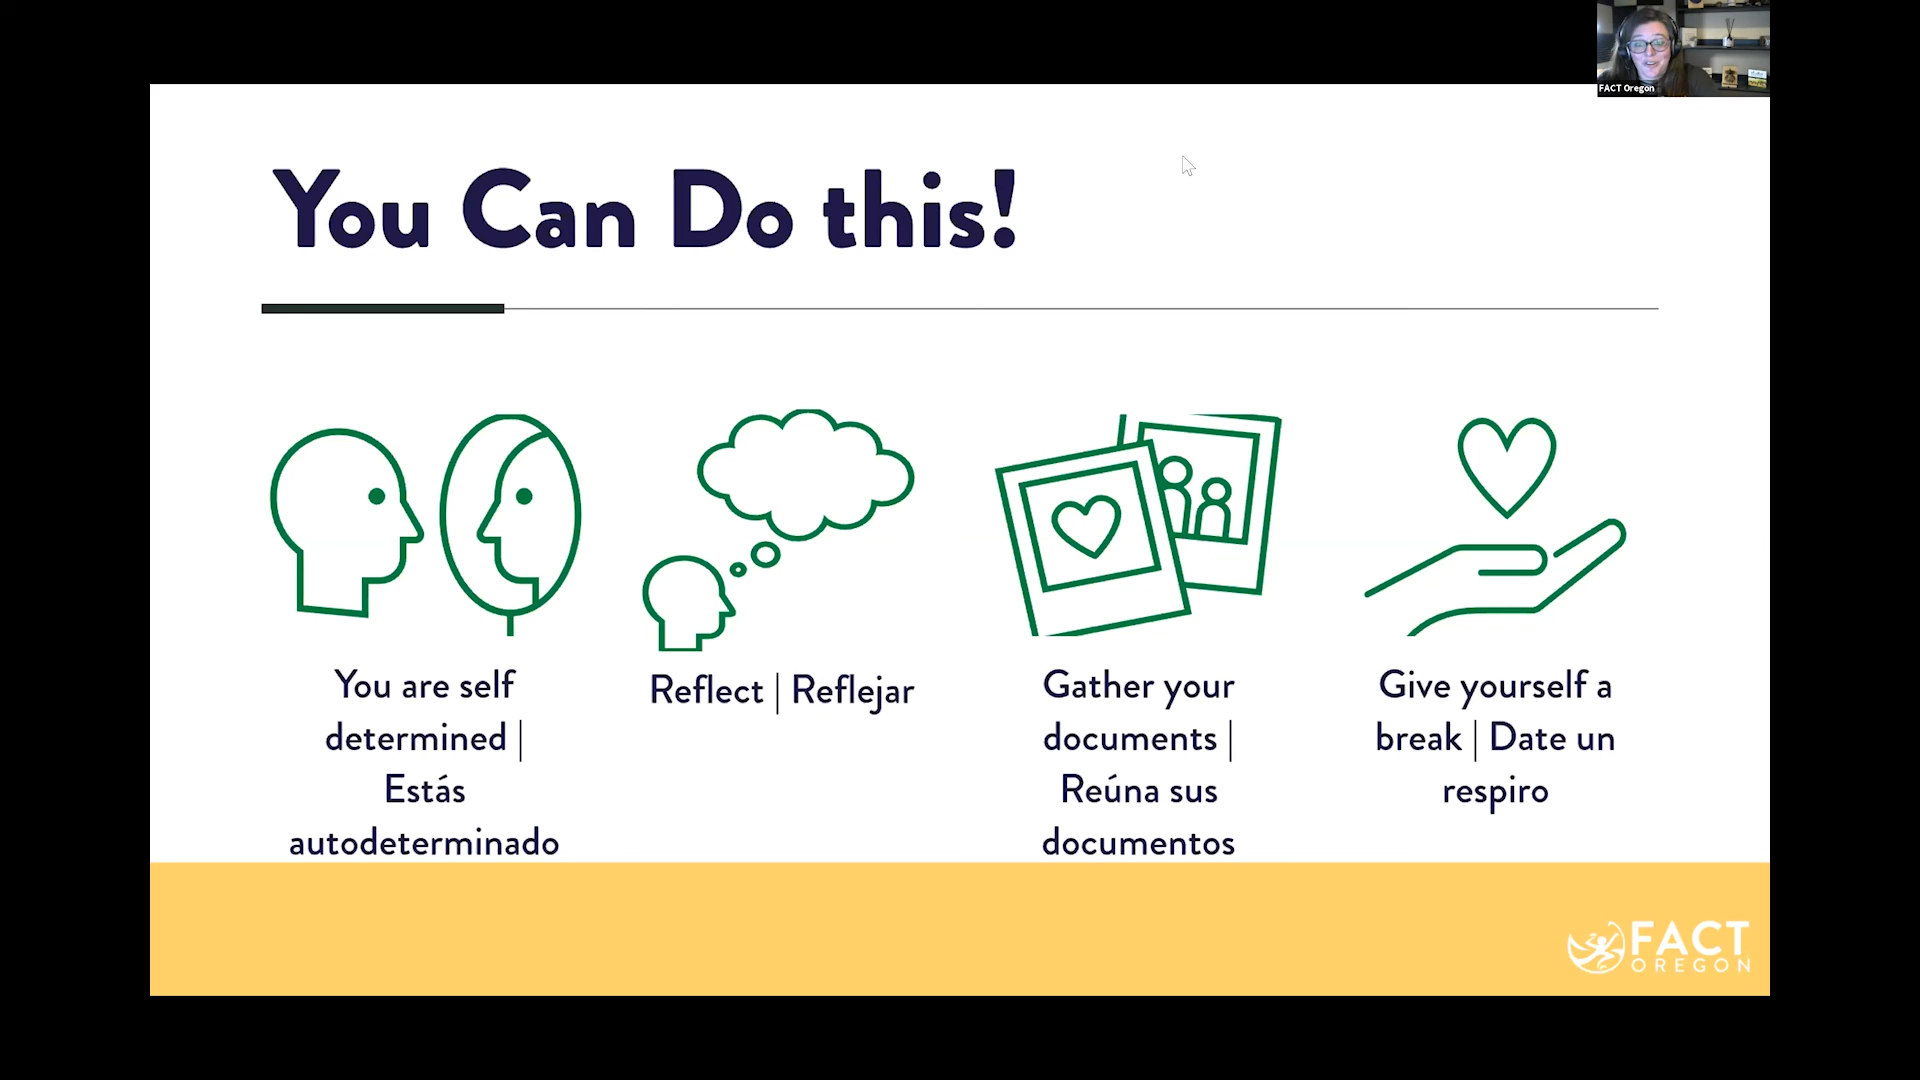 FACT Oregon
You Can Do this!
You are self
determined |
Estás
autodeterminado
Reflect | Reflejar
Gather your
documents |
Reúna sus
documentos
Give yourself a
break | Date un
respiro
FACT
OREGON